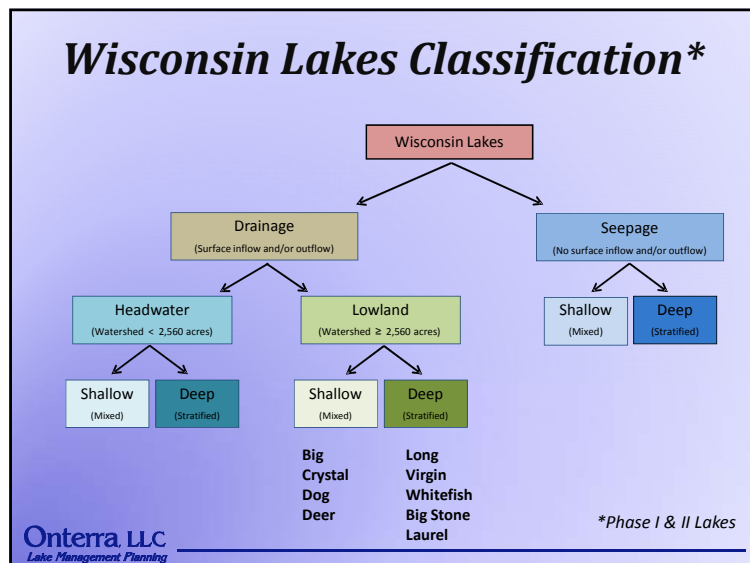 Wisconsin Lakes Classification*
Wisconsin Lakes
Drainage
(Surface inflow and/or outflow)
Seepage
(No surface inflow and/or outflow)
Headwater
(Watershed < 2,560 acres)
Lowland
(Watershed ≥ 2,560 acres)
Shallow
(Mixed)
Deep
(Stratified)
Shallow
(Mixed)
Deep
(Stratified)
Shallow
(Mixed)
Deep
(Stratified)
Big
Crystal
Dog
Deer
Long
Virgin
Whitefish
Big Stone
Laurel
*Phase I & II Lakes
Onterra, LLC
Lake Management Planning